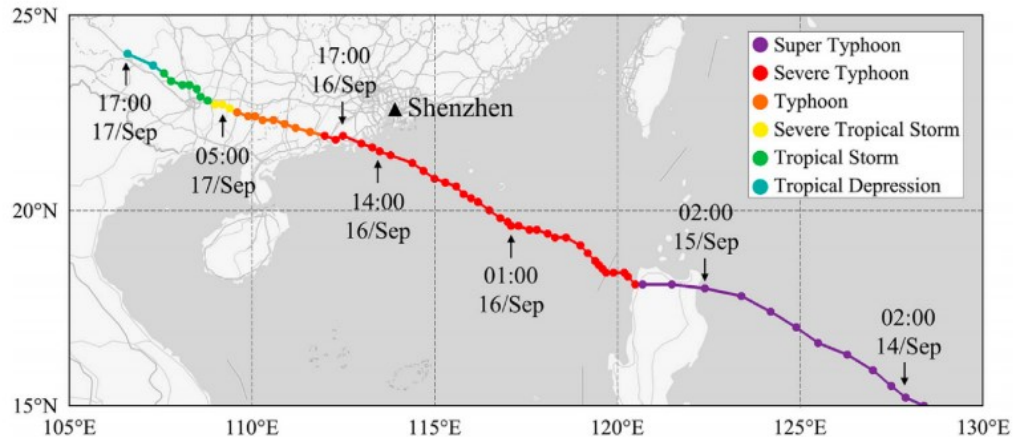 25°N
20°N
15°N
105°E
110°E
115°E
120°E
125°E
130°E
17:00
17/Sep
05:00
17/Sep
17:00
16/Sep
▲ Shenzhen
14:00
16/Sep
01:00
16/Sep
02:00
15/Sep
02:00
14/Sep
Super Typhoon
Severe Typhoon
Typhoon
Severe Tropical Storm
Tropical Storm
Tropical Depression